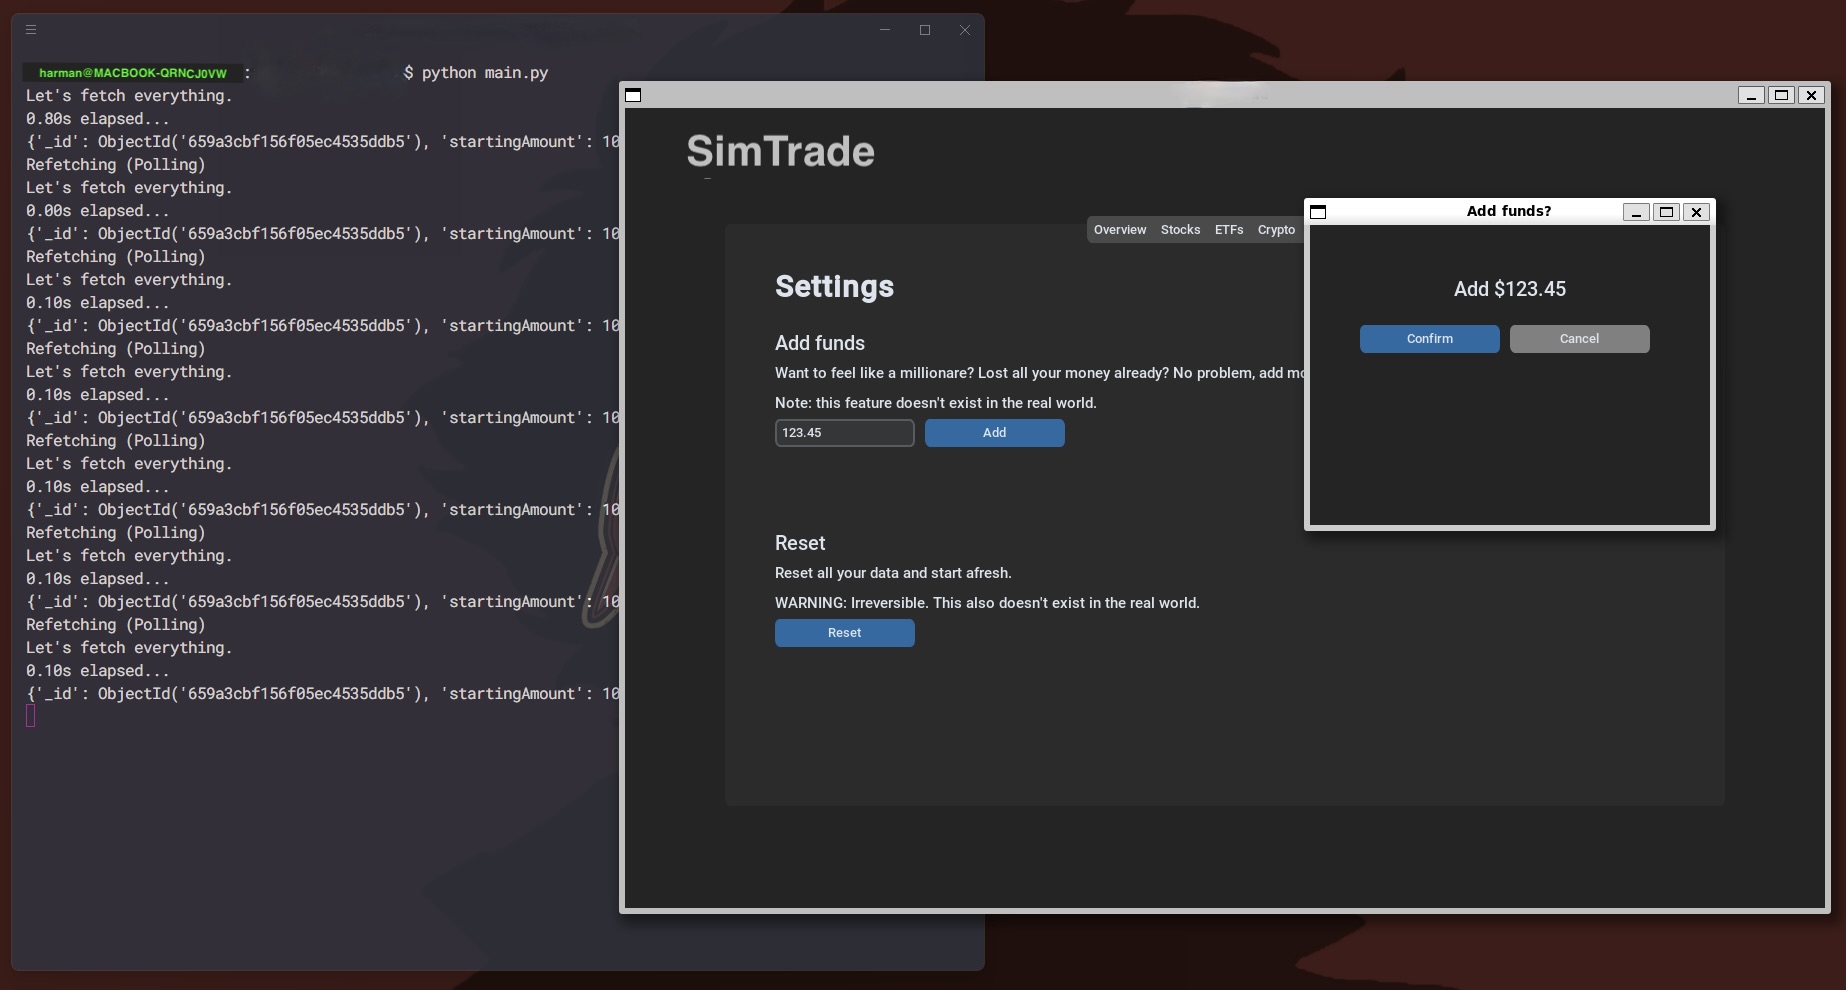 harman@MACBOOK-QRNCJ0VW: $ python main.py
Let's fetch everything.
0.80s elapsed...
{'_id': ObjectId('659a3cbf156f05ec4535ddb5'), 'startingAmount': 10
Refetching (Polling)
Let's fetch everything.
0.00s elapsed...
{'_id': ObjectId('659a3cbf156f05ec4535ddb5'), 'startingAmount': 10
Refetching (Polling)
Let's fetch everything.
0.10s elapsed...
{'_id': ObjectId('659a3cbf156f05ec4535ddb5'), 'startingAmount': 10
Refetching (Polling)
Let's fetch everything.
0.10s elapsed...
{'_id': ObjectId('659a3cbf156f05ec4535ddb5'), 'startingAmount': 10
Refetching (Polling)
Let's fetch everything.
0.10s elapsed...
{'_id': ObjectId('659a3cbf156f05ec4535ddb5'), 'startingAmount': 10
Refetching (Polling)
Let's fetch everything.
0.10s elapsed...
{'_id': ObjectId('659a3cbf156f05ec4535ddb5'), 'startingAmount': 10
Refetching (Polling)
Let's fetch everything.
0.10s elapsed...
{'_id': ObjectId('659a3cbf156f05ec4535ddb5'), 'startingAmount': 10
SimTrade
Overview Stocks ETFs Crypto
Settings
Add funds
Want to feel like a millionare? Lost all your money already? No problem, add
Note: this feature doesn't exist in the real world.
123.45 Add
Reset
Reset all your data and start afresh.
WARNING: Irreversible. This also doesn't exist in the real world.
Reset
Add funds?
Add $123.45
Confirm Cancel